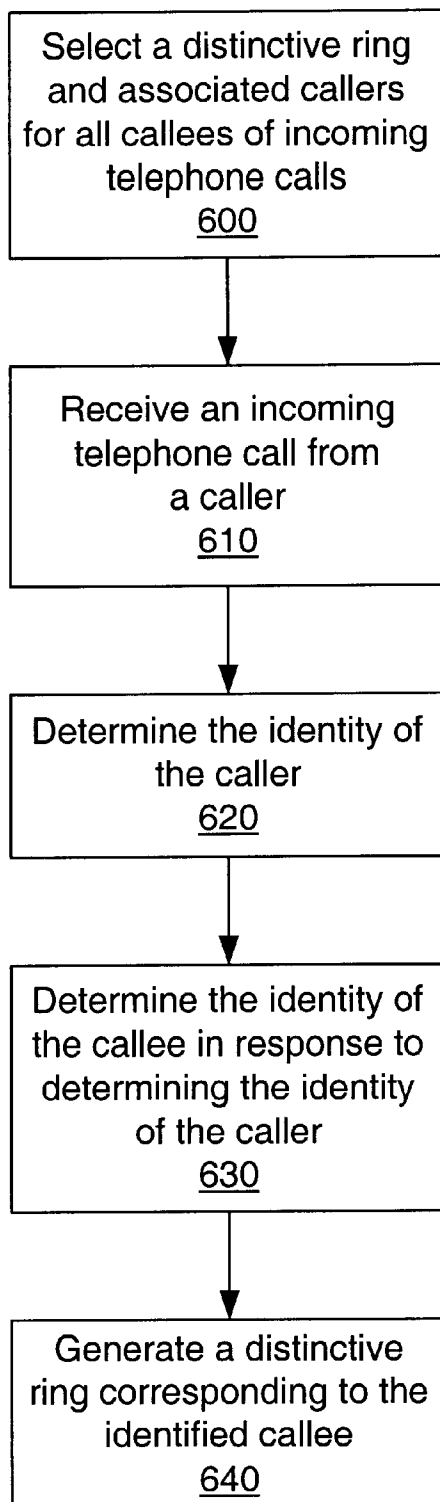 Select a distinctive ring
and associated callers
for all callees of incoming
telephone calls
600
Receive an incoming
telephone call from
a caller
610
Determine the identity of
the caller
620
Determine the identity of
the callee in response to
determining the identity
of the caller
630
Generate a distinctive
ring corresponding to the
identified callee
640